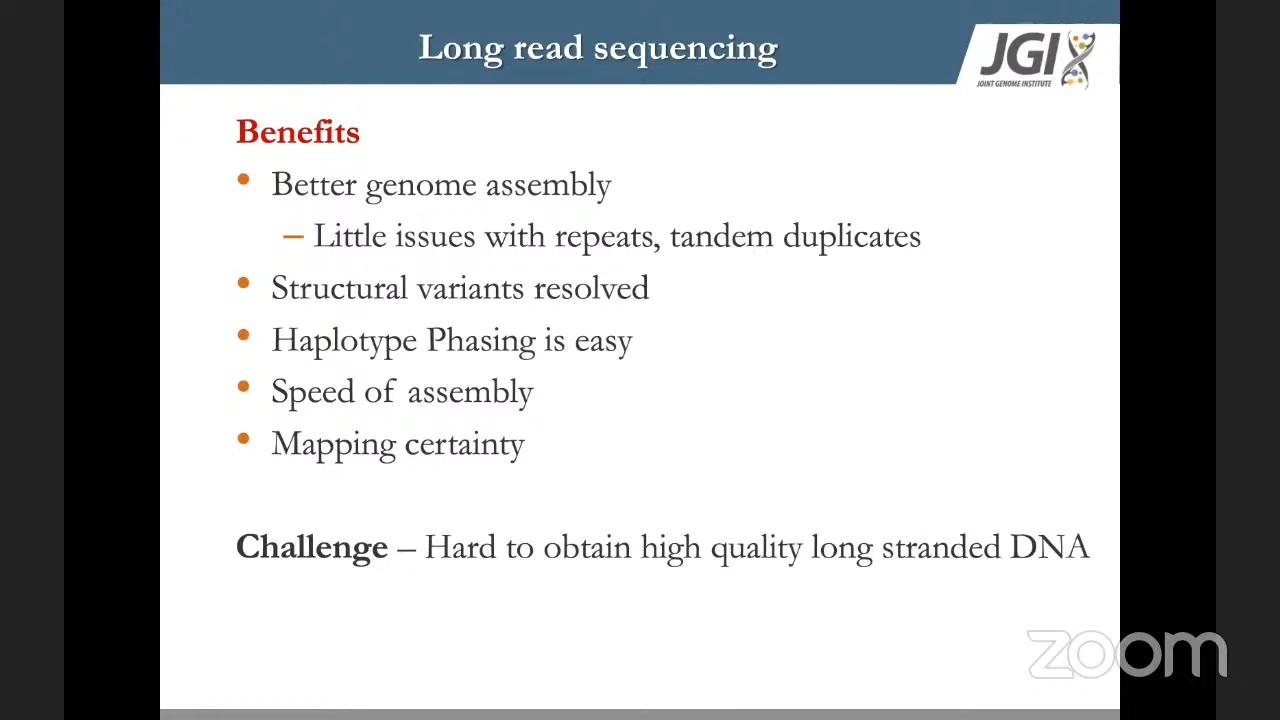 Long read sequencing
JGI
JOINT GENOME INSTITUTE
Benefits
• Better genome assembly
– Little issues with repeats, tandem duplicates
• Structural variants resolved
• Haplotype Phasing is easy
• Speed of assembly
• Mapping certainty
Challenge – Hard to obtain high quality long stranded DNA
zoom